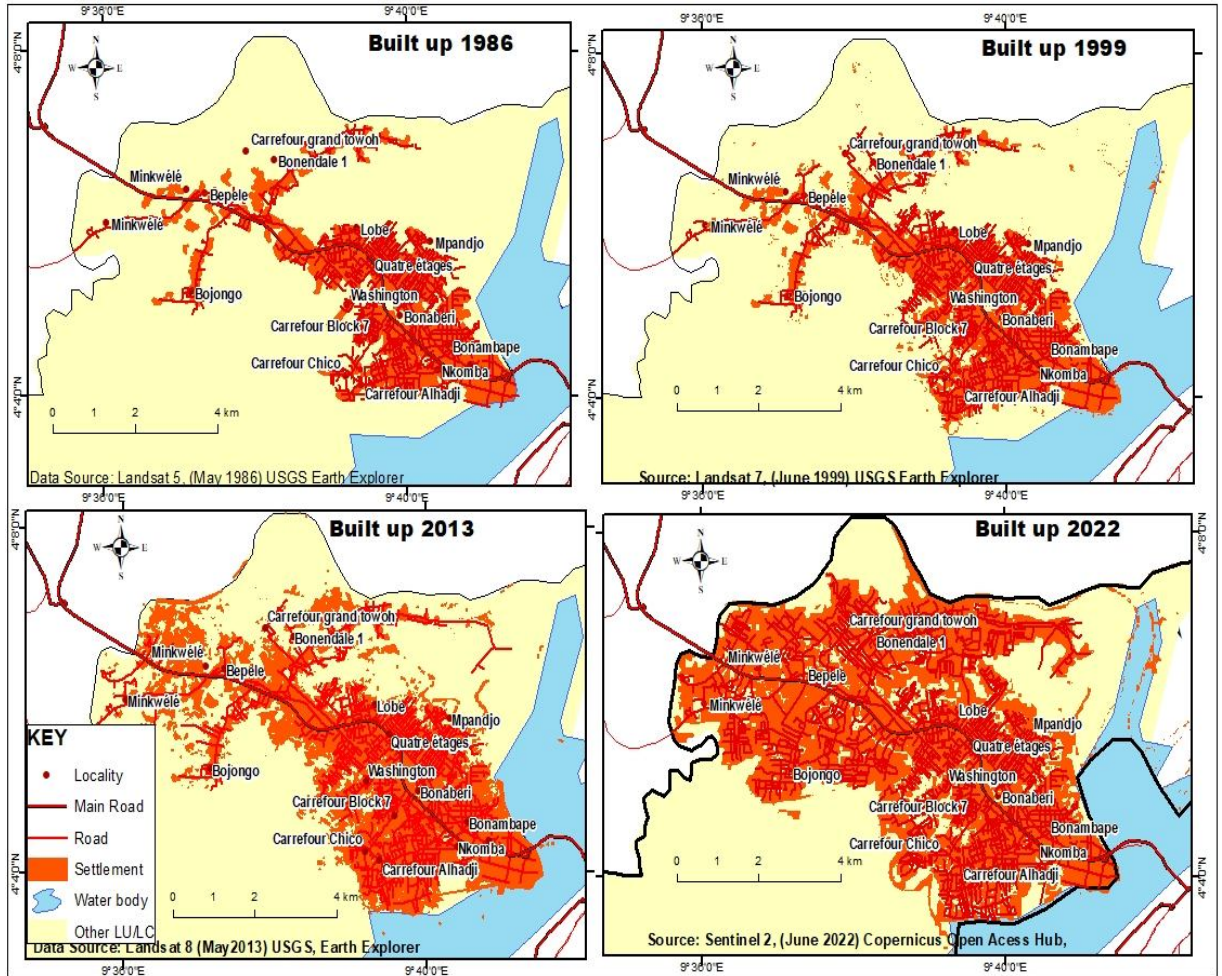 9°36'0"E 9°40'0"E
4°8'0"N
Built up 1986
N
W E
S
Carrefour grand towoh
Bonendale 1
Minkwélé
Bepele
Minkwélé
Lobe
Mpandjo
Quatre étages
Bojongo
Washington
Bonaberi
Carrefour Block 7
Bonambape
Carrefour Chico
Nkomba
Carrefour Alhadji
4°4'0"N
0 1 2 4 km
Data Source: Landsat 5, (May 1986) USGS Earth Explorer
9°36'0"E 9°40'0"E
9°40'0"E
4°8'0"N
Built up 1999
N
W E
S
Carrefour grand towoh
Bonendale 1
Minkwélé
Bepele
Minkwélé
Lobe
Mpandjo
Quatre étages
Bojongo
Washington
Bonaberi
Carrefour Block 7
Bonambape
Carrefour Chico
Nkomba
Carrefour Alhadji
4°4'0"N
0 1 2 4 km
Source: Landsat 7, (June 1999) USGS Earth Explorer
9°36'0"E 9°40'0"E
4°8'0"N
Built up 2013
N
W E
S
Carrefour grand towoh
Bonendale 1
Minkwélé
Bepele
Minkwélé
Lobe
Mpandjo
Quatre étages
Bojongo
Washington
Bonaberi
Carrefour Block 7
Bonambape
Carrefour Chico
Nkomba
Carrefour Alhadji
4°4'0"N
KEY
Locality
Main Road
Road
Settlement
Water body
Other LU/LC
0 1 2 4 km
Data Source: Landsat 8 (May2013) USGS, Earth Explorer
9°36'0"E 9°40'0"E
4°8'0"N
Built up 2022
N
W E
S
Carrefour grand towoh
Bonendale 1
Minkwélé
Bepele
Minkwélé
Lobe
Mpandjo
Quatre étages
Bojongo
Washington
Bonaberi
Carrefour Block 7
Bonambape
Carrefour Chico
Nkomba
Carrefour Alhadji
4°4'0"N
0 1 2 4 km
Source: Sentinel 2, (June 2022) Copernicus Open Acess Hub,
9°36'0"E 9°40'0"E